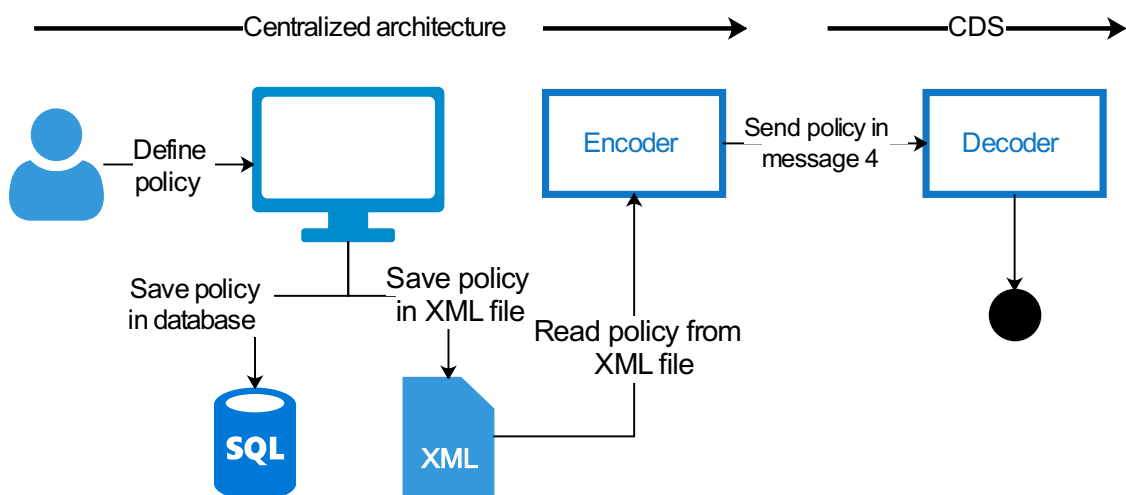 Centralized architecture
CDS
Define
policy
Encoder
Send policy in
message 4
Decoder
Save policy
in database
Save policy
in XML file
Read policy from
XML file
SQL
XML